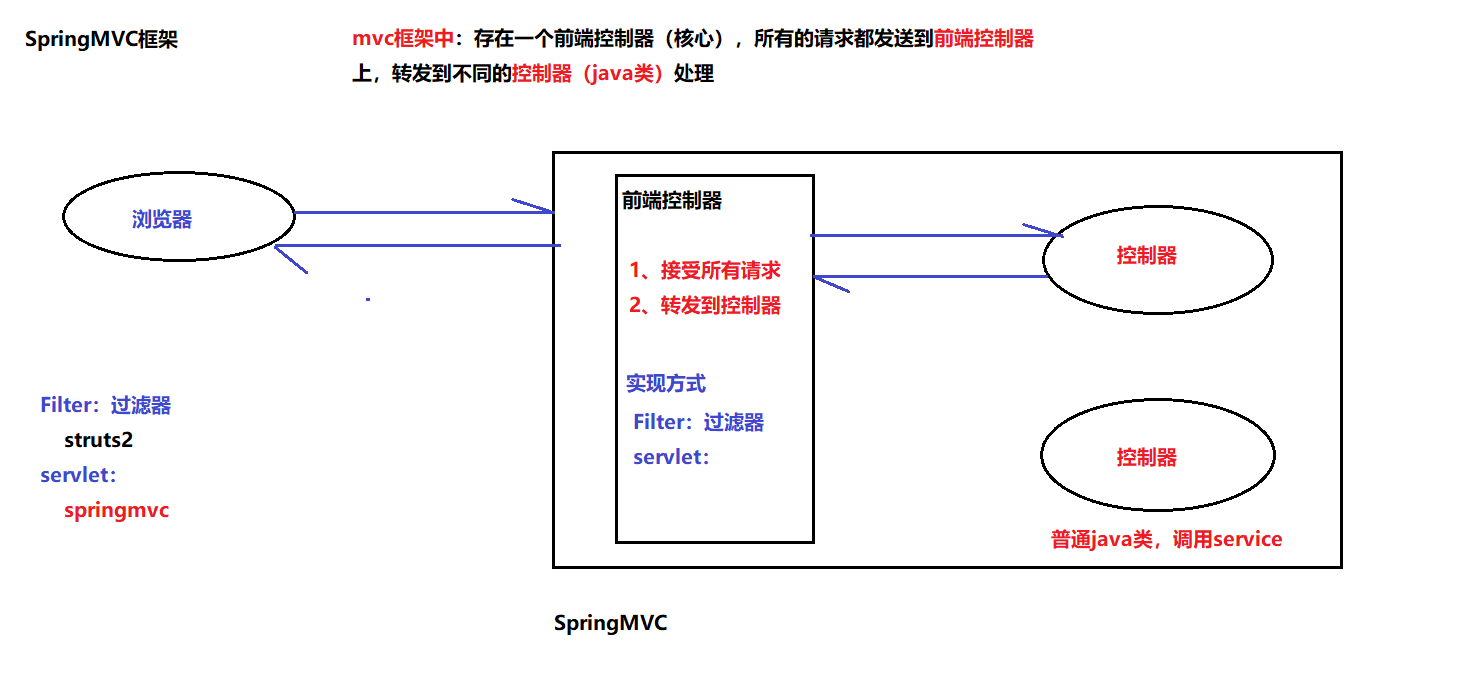 SpringMVC框架
mvc框架中：存在一个前端控制器（核心），所有的请求都发送到前端控制器
上，转发到不同的控制器（java类）处理
浏览器
前端控制器
1、接受所有请求
2、转发到控制器
实现方式
Filter：过滤器
servlet：
控制器
控制器
普通java类，调用service
Filter：过滤器
struts2
servlet：
springmvc
SpringMVC